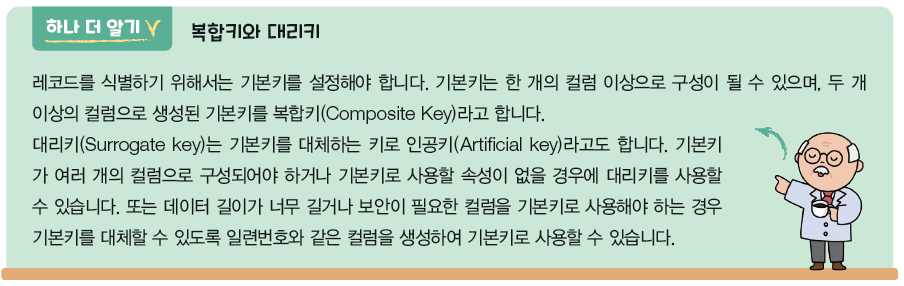 하나 더 알기
복합키와 대리키
레코드를 식별하기 위해서는 기본키를 설정해야 합니다. 기본키는 한 개의 컬럼 이상으로 구성이 될 수 있으며, 두 개
이상의 컬럼으로 생성된 기본키를 복합키(Composite Key)라고 합니다.
대리키(Surrogate key)는 기본키를 대체하는 키로 인공키(Artificial key)라고도 합니다. 기본키
가 여러 개의 컬럼으로 구성되어야 하거나 기본키로 사용할 속성이 없을 경우에 대리키를 사용할
수 있습니다. 또는 데이터 길이가 너무 길거나 보안이 필요한 컬럼을 기본키로 사용해야 하는 경우
기본키를 대체할 수 있도록 일련번호와 같은 컬럼을 생성하여 기본키로 사용할 수 있습니다.